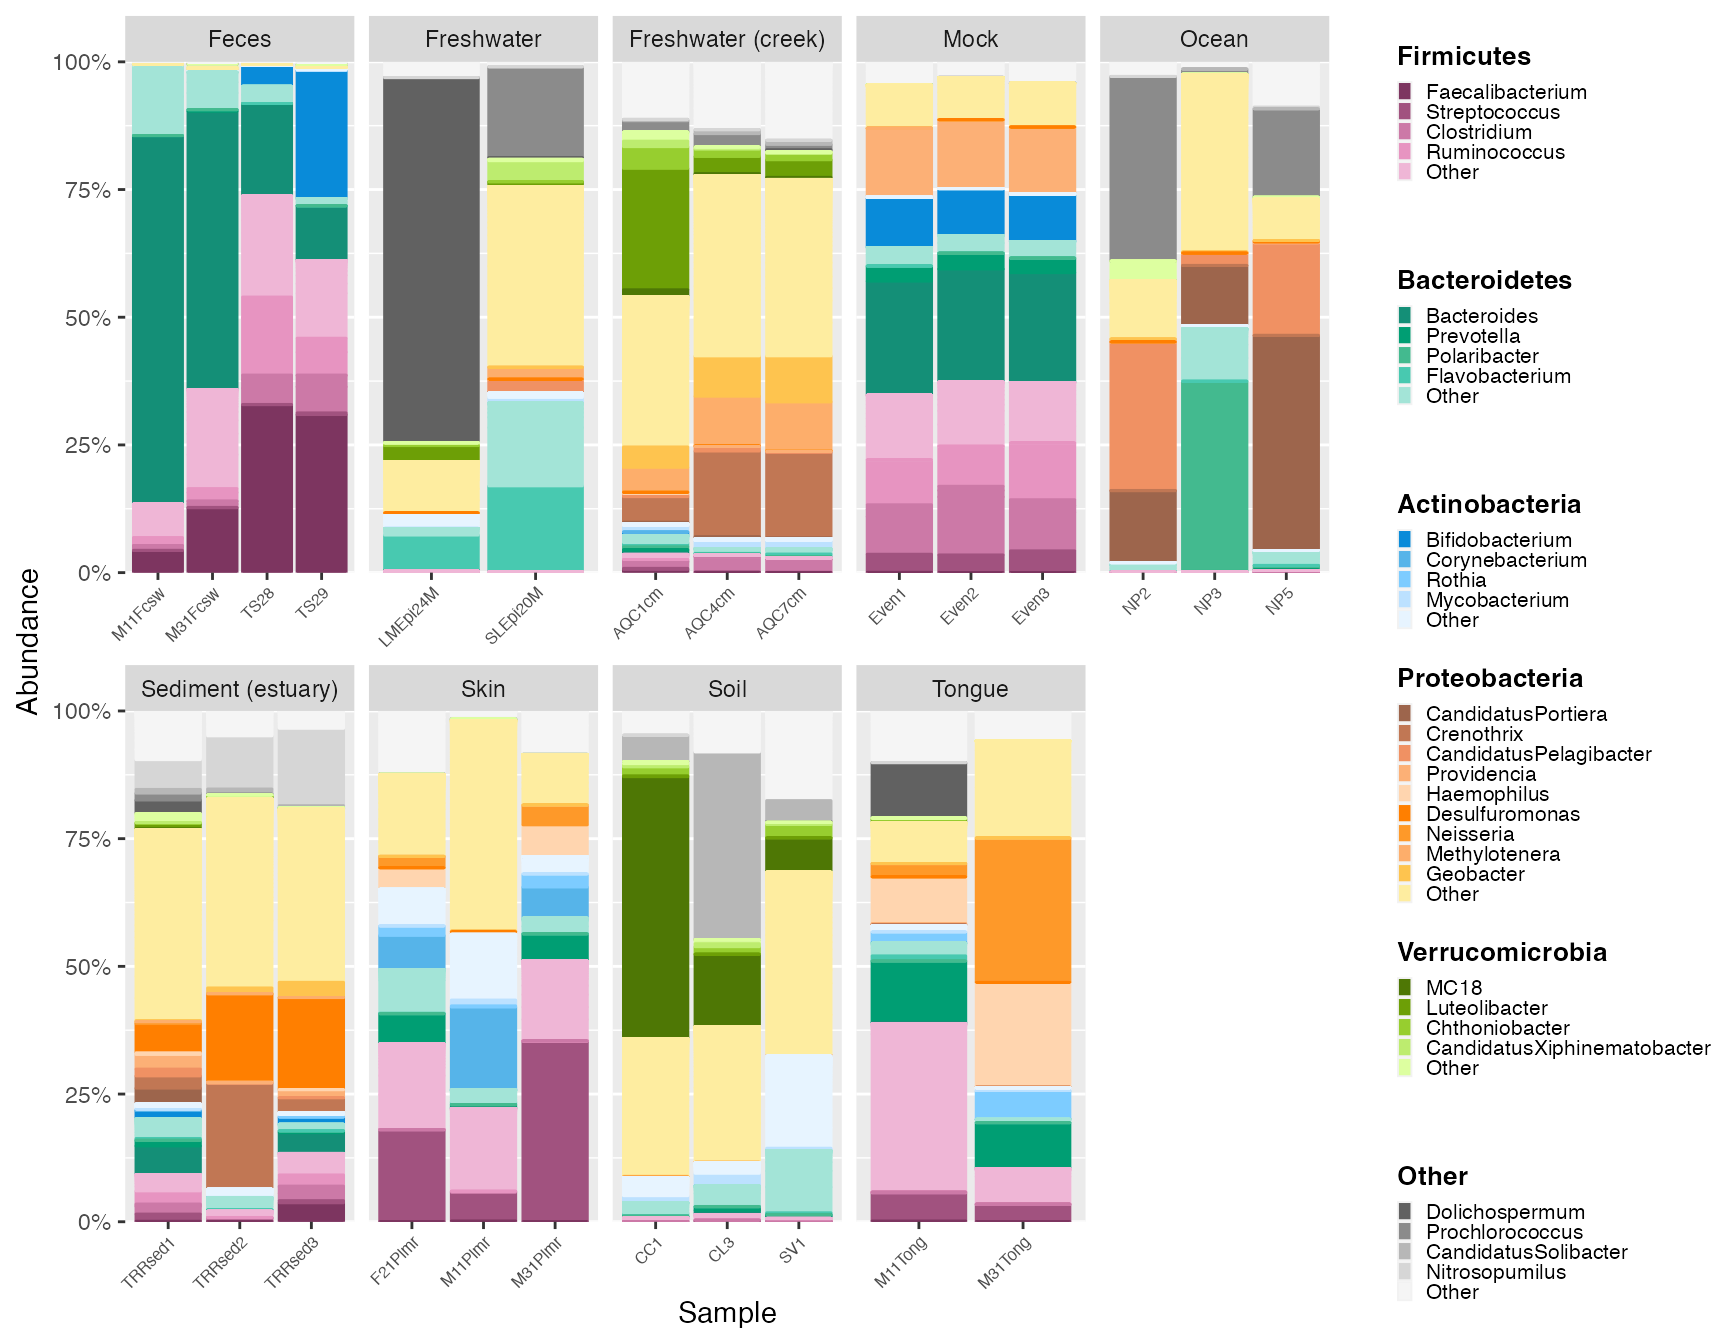 Feces
Freshwater
Freshwater (creek)
Mock
Ocean
100%
75%
50%
25%
0%
M11Fcsw
M31Fcsw
TS28
TS29
LMEpi24M
SLEpi20M
AQC1cm
AQC4cm
AQC7cm
Even1
Even2
Even3
NP2
NP3
NP5
Abundance
Sediment (estuary)
Skin
Soil
Tongue
100%
75%
50%
25%
0%
TRRsed1
TRRsed2
TRRsed3
F21Plmr
M11Plmr
M31Plmr
CC1
CL3
SV1
M11Tong
M31Tong
Sample
Firmicutes
Faecalibacterium
Streptococcus
Clostridium
Ruminococcus
Other
Bacteroidetes
Bacteroides
Prevotella
Polaribacter
Flavobacterium
Other
Actinobacteria
Bifidobacterium
Corynebacterium
Rothia
Mycobacterium
Other
Proteobacteria
CandidatusPortiera
Crenothrix
CandidatusPelagibacter
Providencia
Haemophilus
Desulfuromonas
Neisseria
Methylotenera
Geobacter
Other
Verrucomicrobia
MC18
Luteolibacter
Chthoniobacter
CandidatusXiphinematobacter
Other
Other
Dolichospermum
Prochlorococcus
CandidatusSolibacter
Nitrosopumilus
Other